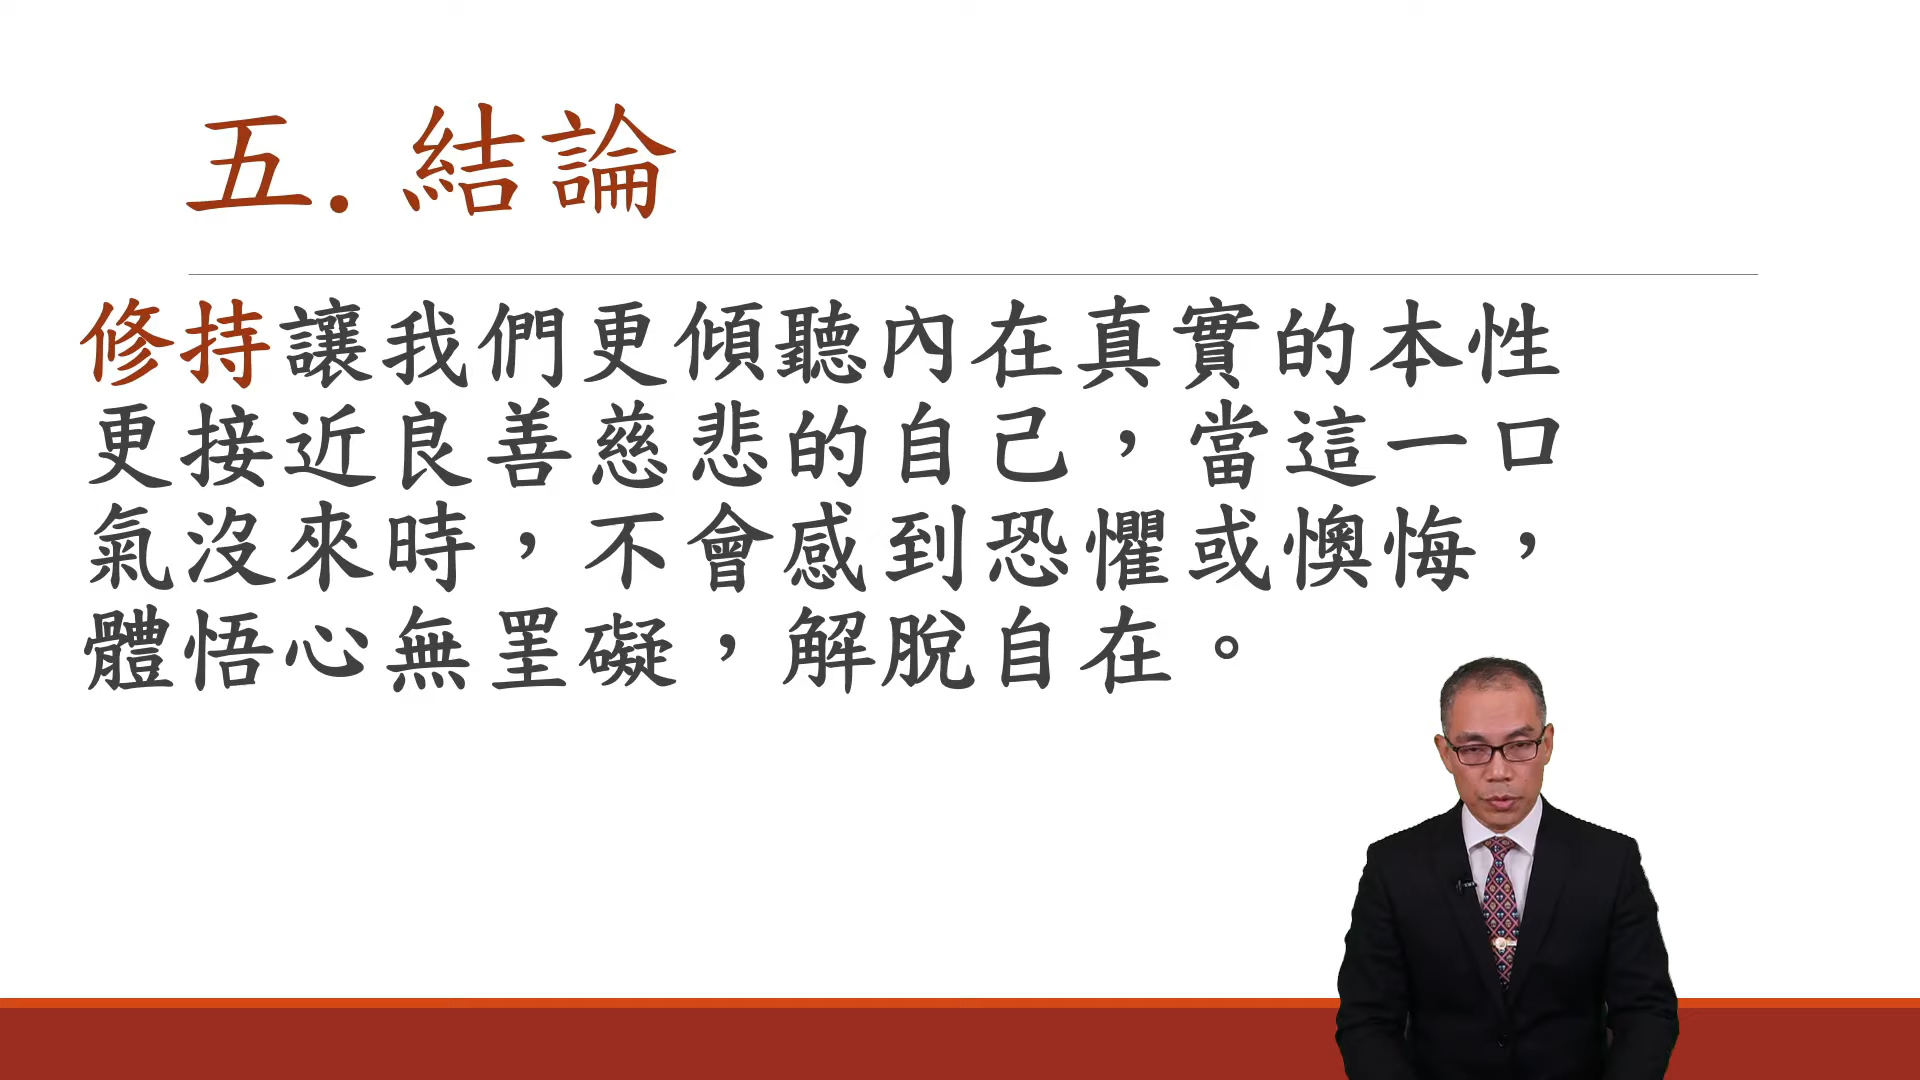 五. 結論
修持讓我們更傾聽內在真實的本性
更接近良善慈悲的自己，當這一口
氣沒來時，不會感到恐懼或懊悔，
體悟心無罣礙，解脫自在。